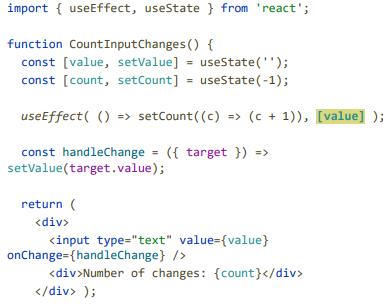 import { useEffect, useState } from 'react';
function CountInputChanges() {
const [value, setValue] = useState('');
const [count, setCount] = useState(-1);
useEffect( () => setCount((c) => (c + 1)), [value] );
const handleChange = ({ target }) =>
setValue(target.value);
return (
<div>
<input type="text" value={value}
onChange={handleChange} />
<div>Number of changes: {count}</div>
</div> );